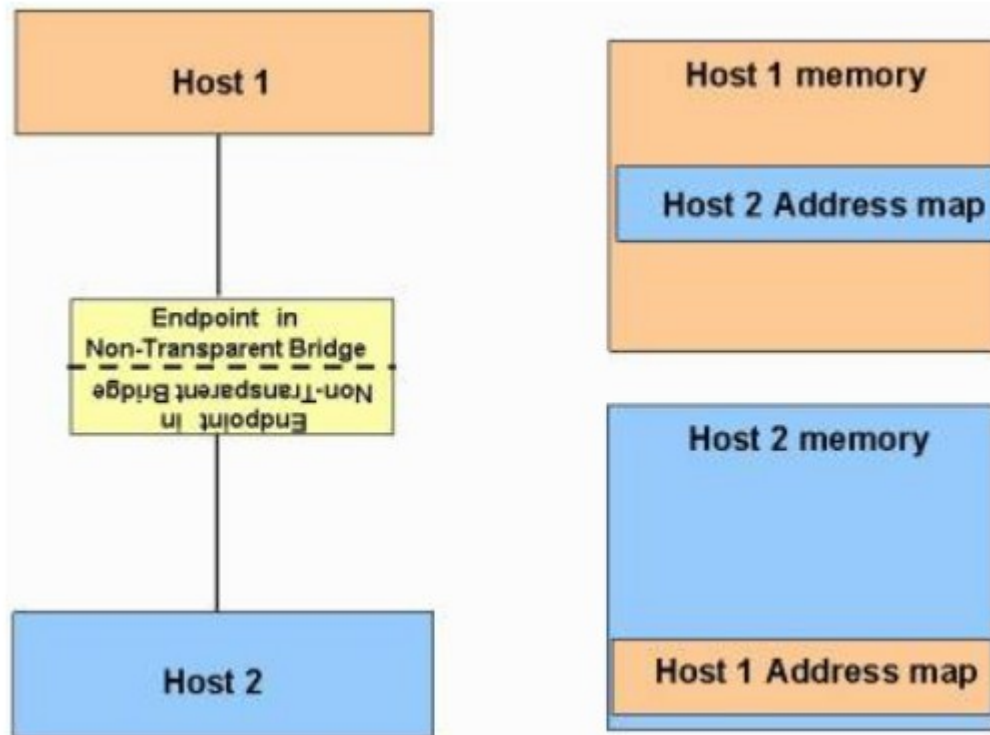 Host 1
Endpoint in
Non-Transparent Bridge
Non-Transparent Bridge
Endpoint in
Host 2
Host 1 memory
Host 2 Address map
Host 2 memory
Host 1 Address map